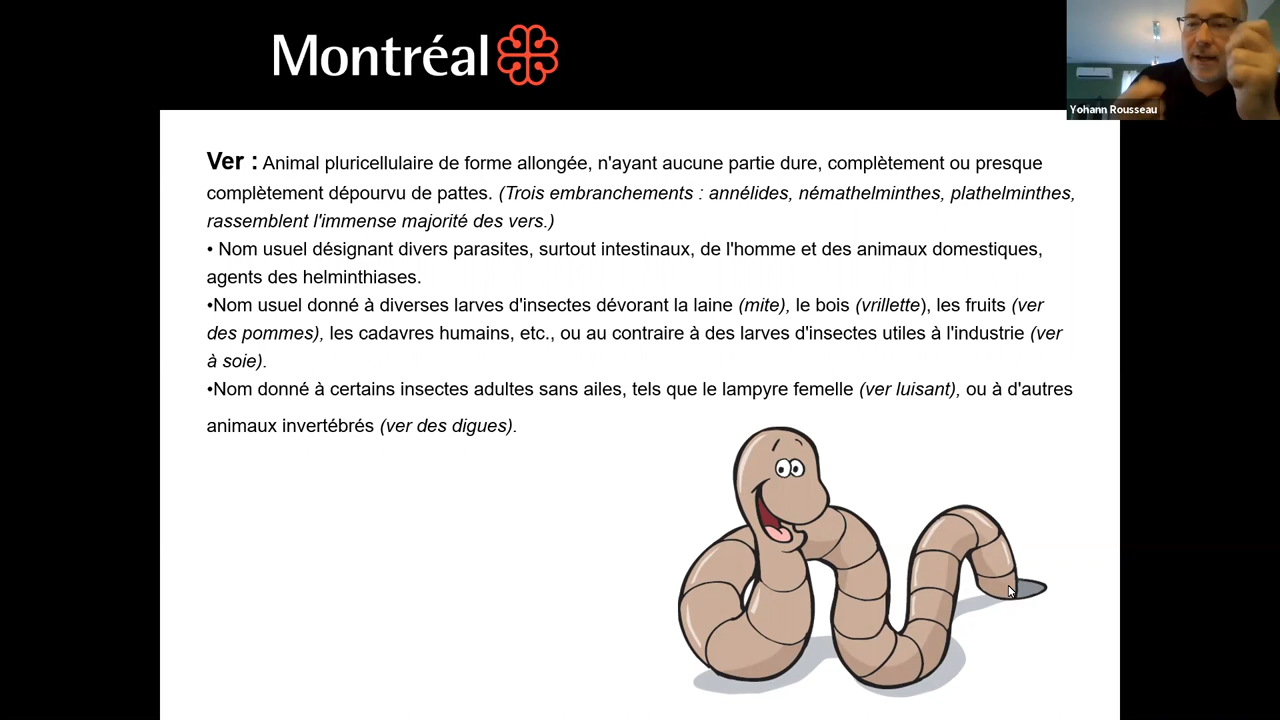 Montréal
Yohann Rousseau
Ver : Animal pluricellulaire de forme allongée, n'ayant aucune partie dure, complètement ou presque
complètement dépourvu de pattes. (Trois embranchements : annélides, némathelminthes, plathelminthes,
rassemblent l'immense majorité des vers.)
• Nom usuel désignant divers parasites, surtout intestinaux, de l'homme et des animaux domestiques,
agents des helminthiases.
•Nom usuel donné à diverses larves d'insectes dévorant la laine (mite), le bois (vrillette), les fruits (ver
des pommes), les cadavres humains, etc., ou au contraire à des larves d'insectes utiles à l'industrie (ver
à soie).
•Nom donné à certains insectes adultes sans ailes, tels que le lampyre femelle (ver luisant), ou à d'autres
animaux invertébrés (ver des digues).